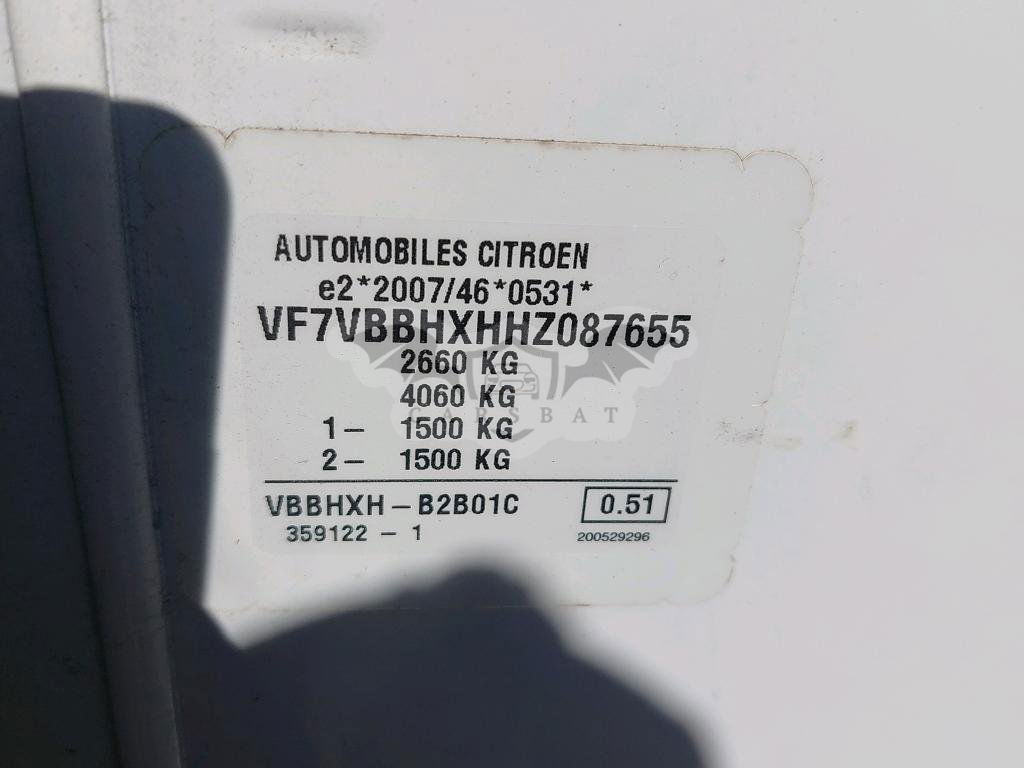 AUTOMOBILES CITROEN
e2*2007/46*0531*
VF7VBBHXHHZ087655
2660 KG
4060 KG
1- 1500 KG
2- 1500 KG
CARSBAT
VBBHXH-B2B01C 0.51
359122-1 200529296